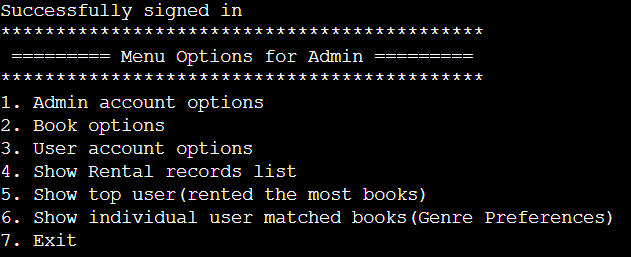 Successfully signed in
********************************************
========= Menu Options for Admin =========
********************************************
1. Admin account options
2. Book options
3. User account options
4. Show Rental records list
5. Show top user(rented the most books)
6. Show individual user matched books(Genre Preferences)
7. Exit